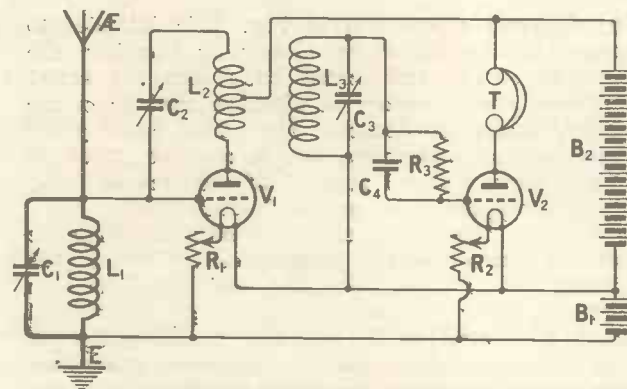 Æ
L₂
C₂
L₃
C₃
T
B₂
R₃
C₄
V₁
V₂
C₁
L₁
R₁
R₂
B₁
E